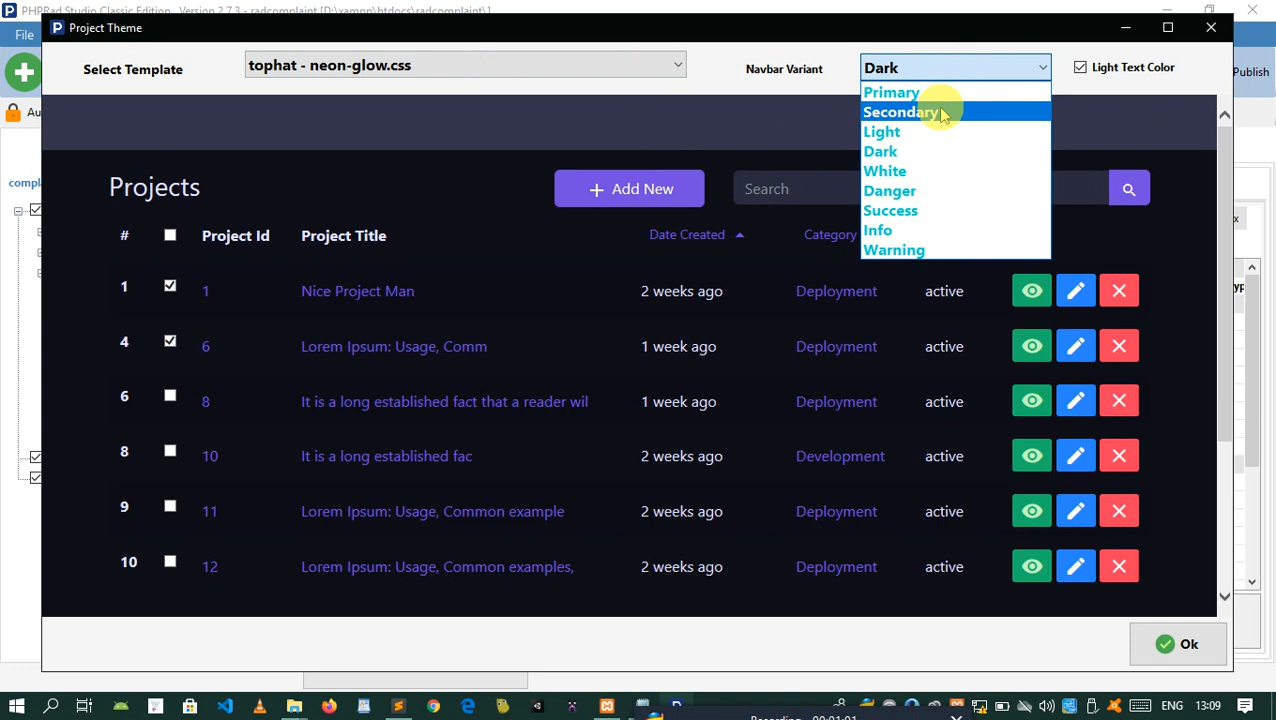 PHPRad Studio Classic Edition - Version 2.7.3 - radcomplaint [D:\xampp\htdocs\radcomplaint\]
File
Project Theme
Select Template
tophat - neon-glow.css
Navbar Variant
Dark
Light Text Color
Publish
Au
Primary
Secondary
Light
Dark
White
Danger
Success
Info
Warning
compl
Projects
Add New
Search
# Project Id Project Title Date Created Category
1 1 Nice Project Man 2 weeks ago Deployment active
4 6 Lorem Ipsum: Usage, Comm 1 week ago Deployment active
6 8 It is a long established fact that a reader wil 1 week ago Deployment active
8 10 It is a long established fac 2 weeks ago Development active
9 11 Lorem Ipsum: Usage, Common example 2 weeks ago Deployment active
10 12 Lorem Ipsum: Usage, Common examples, 2 weeks ago Deployment active
Ok
ENG 13:09
Recording... 00:01:01